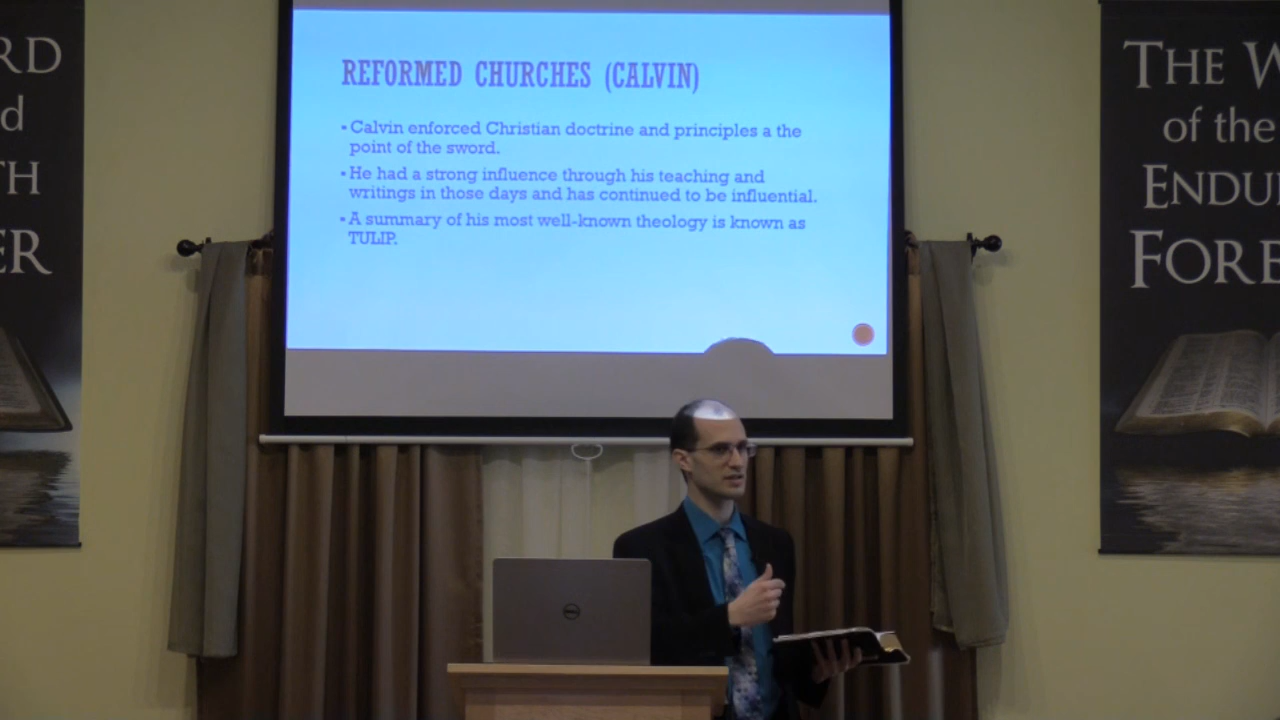 RD
d
TH
ER
REFORMED CHURCHES (CALVIN)
• Calvin enforced Christian doctrine and principles a the
point of the sword.
• He had a strong influence through his teaching and
writings in those days and has continued to be influential.
• A summary of his most well-known theology is known as
TULIP.
THE W
of the
ENDU
FORE
DELL